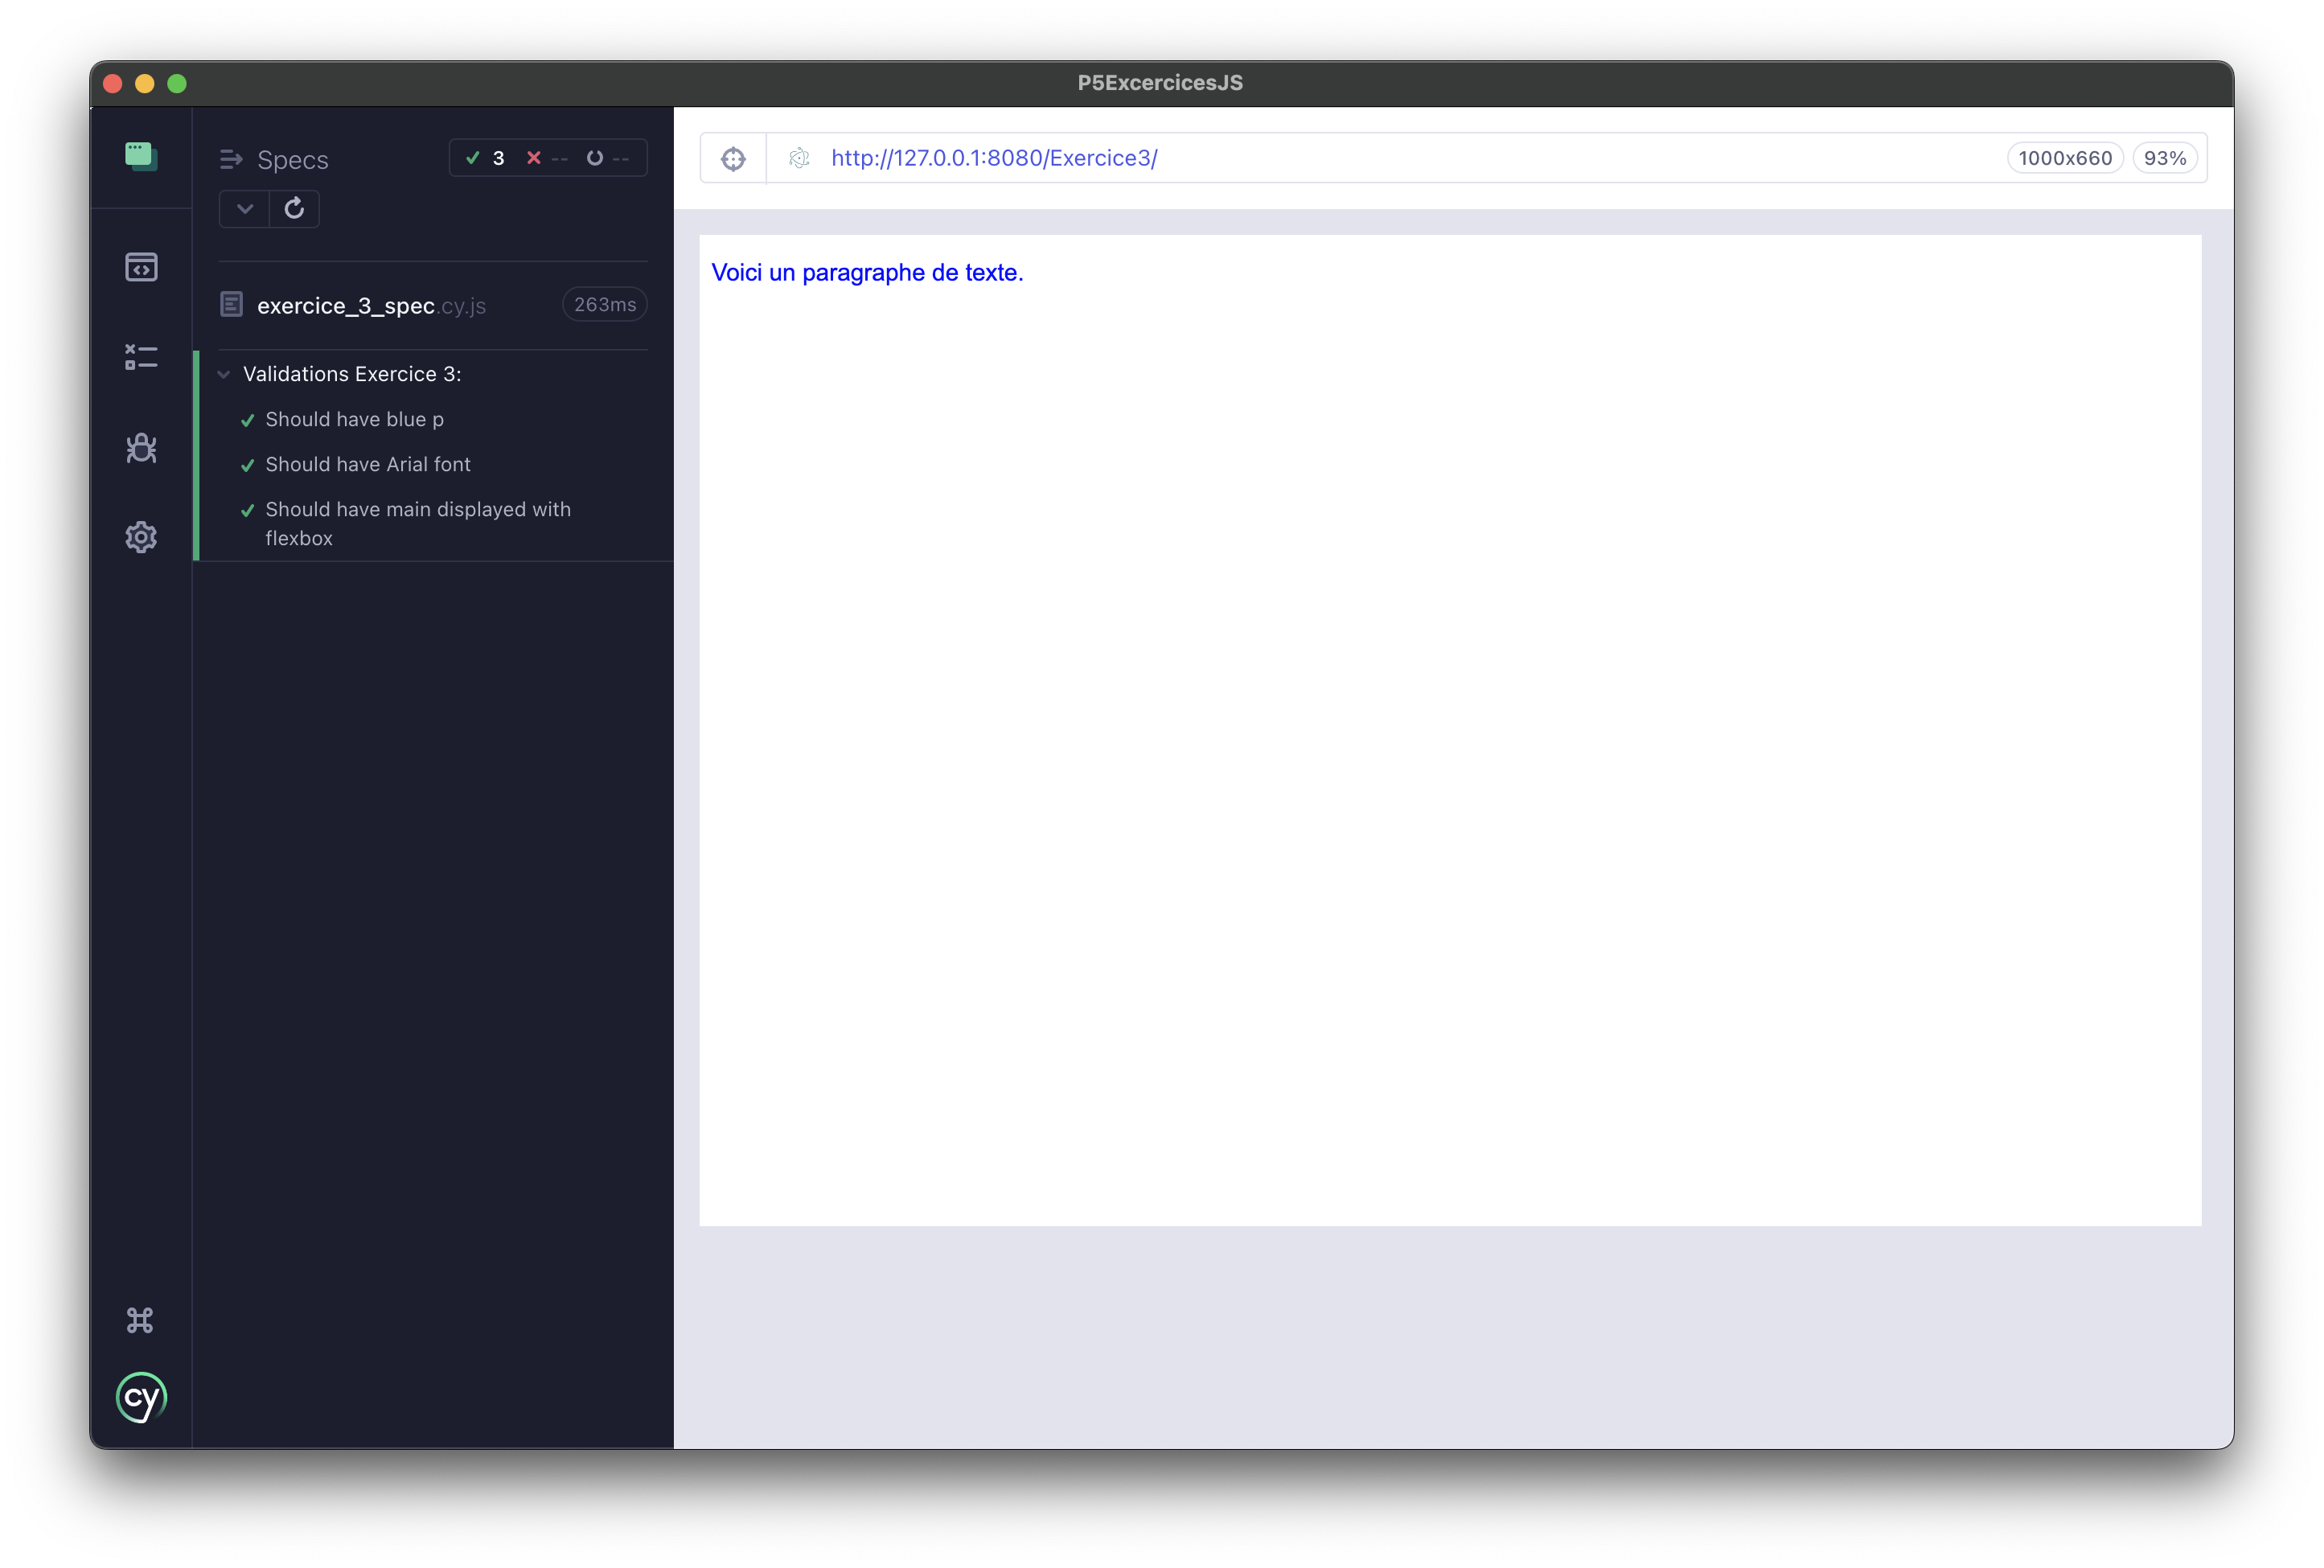 P5ExcercicesJS
Specs
3 -- --
http://127.0.0.1:8080/Exercice3/
1000x660
93%
exercice_3_spec.cy.js
263ms
Validations Exercice 3:
Should have blue p
Should have Arial font
Should have main displayed with
flexbox
cy
Voici un paragraphe de texte.